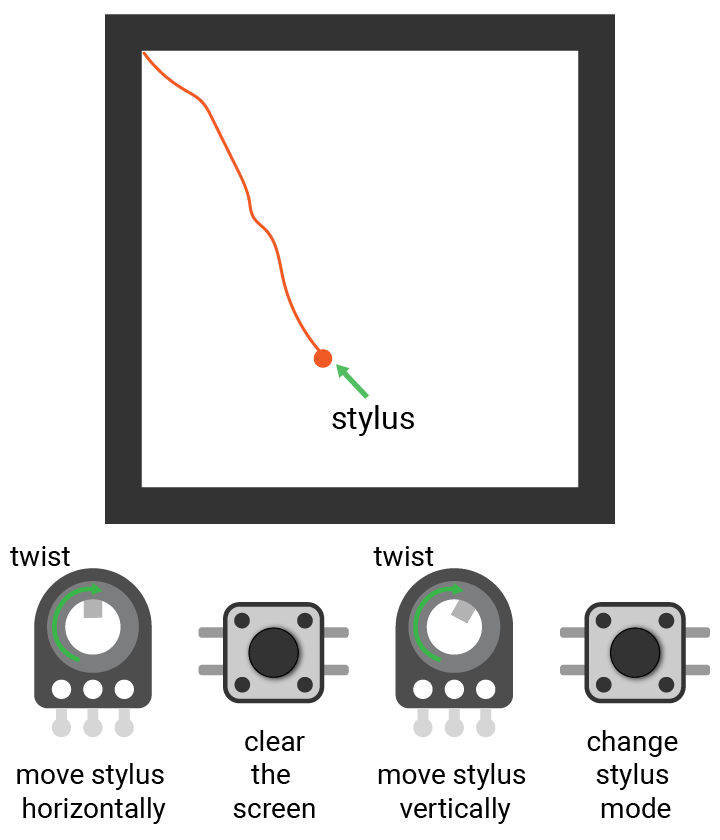 stylus
twist
twist
move stylus
horizontally
clear
the
screen
move stylus
vertically
change
stylus
mode